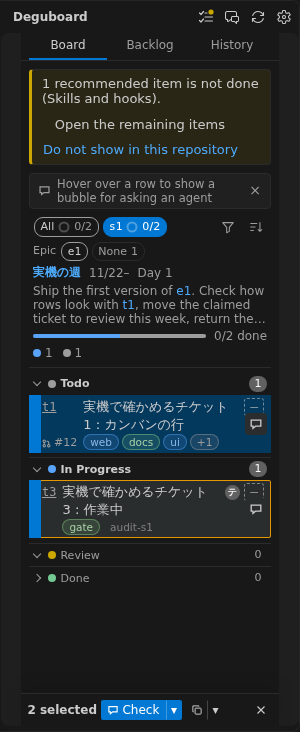 Deguboard
Board Backlog History
1 recommended item is not done
(Skills and hooks).
Open the remaining items
Do not show in this repository
Hover over a row to show a
bubble for asking an agent
All 0/2 s1 0/2
Epic e1 None 1
実機の週 11/22– Day 1
Ship the first version of e1. Check how
rows look with t1, move the claimed
ticket to review this week, return the…
0/2 done
1 1
Todo 1
t1 実機で確かめるチケット
1：カンバンの行
#12 web docs ui +1
In Progress 1
t3 実機で確かめるチケット テ
3：作業中
gate audit-s1
Review 0
Done 0
2 selected Check